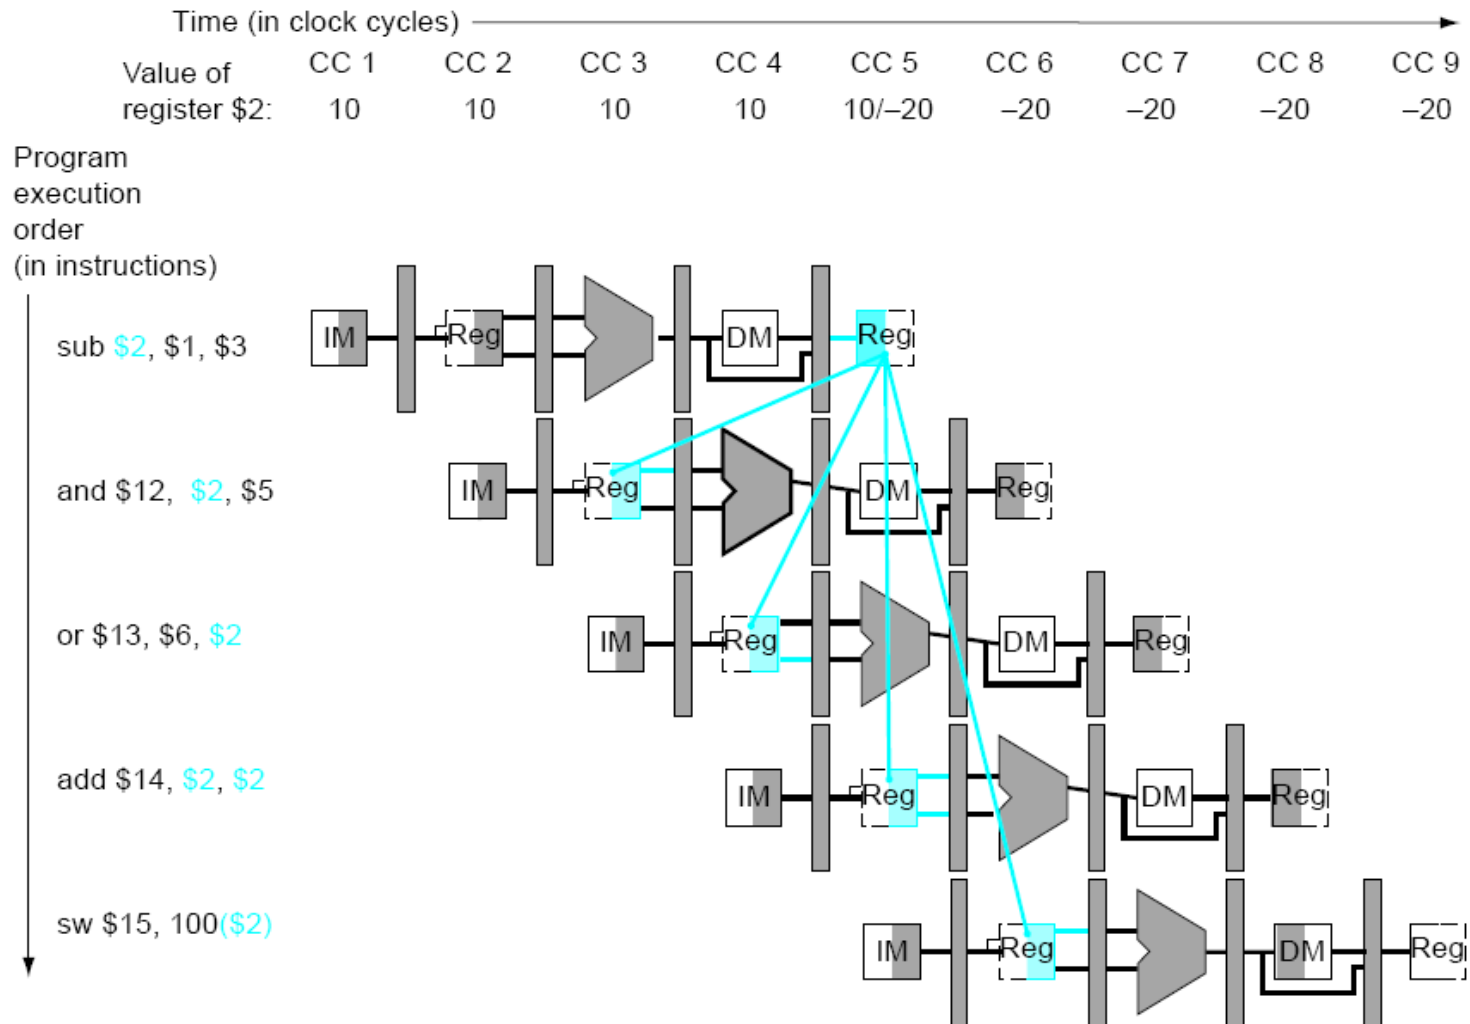 Time (in clock cycles)
Value of register $2:
CC 1 CC 2 CC 3 CC 4 CC 5 CC 6 CC 7 CC 8 CC 9
10 10 10 10 10/–20 –20 –20 –20 –20
Program
execution
order
(in instructions)
sub $2, $1, $3
IM Reg DM Reg
and $12, $2, $5
IM Reg DM Reg
or $13, $6, $2
IM Reg DM Reg
add $14, $2, $2
IM Reg DM Reg
sw $15, 100($2)
IM Reg DM Reg